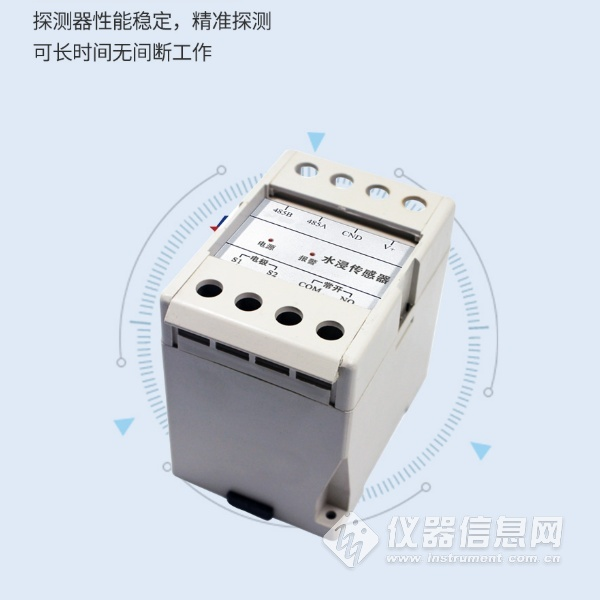 探测器性能稳定，精准探测
可长时间无间断工作
485B 485A CND V+
电源 报警 水浸传感器
电极 常开
S1 S2 COM NO
仪器信息网
www.instrument.com.cn